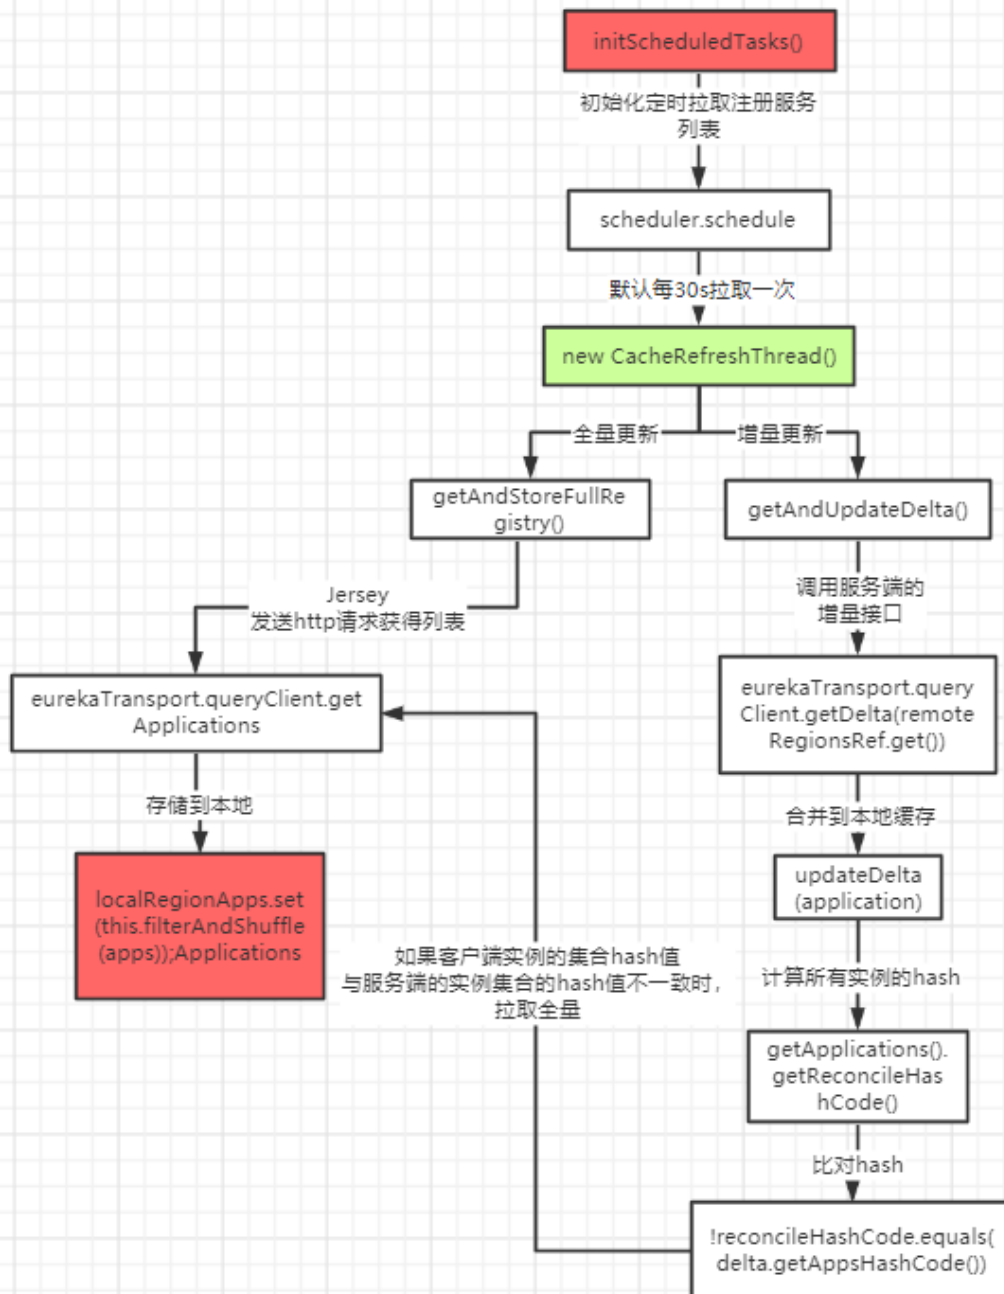 initScheduledTasks()
初始化定时拉取注册服务
列表
scheduler.schedule
默认每30s拉取一次
new CacheRefreshThread()
全量更新
增量更新
getAndStoreFullRe
gistry()
getAndUpdateDelta()
Jersey
发送http请求获得列表
调用服务端的
增量接口
eurekaTransport.queryClient.get
Applications
eurekaTransport.query
Client.getDelta(remote
RegionsRef.get())
存储到本地
合并到本地缓存
localRegionApps.set
(this.filterAndShuffle
(apps));Applications
updateDelta
(application)
如果客户端实例的集合hash值
与服务端的实例集合的hash值不一致时，
拉取全量
计算所有实例的hash
getApplications().
getReconcileHas
hCode()
比对hash
!reconcileHashCode.equals(
delta.getAppsHashCode())